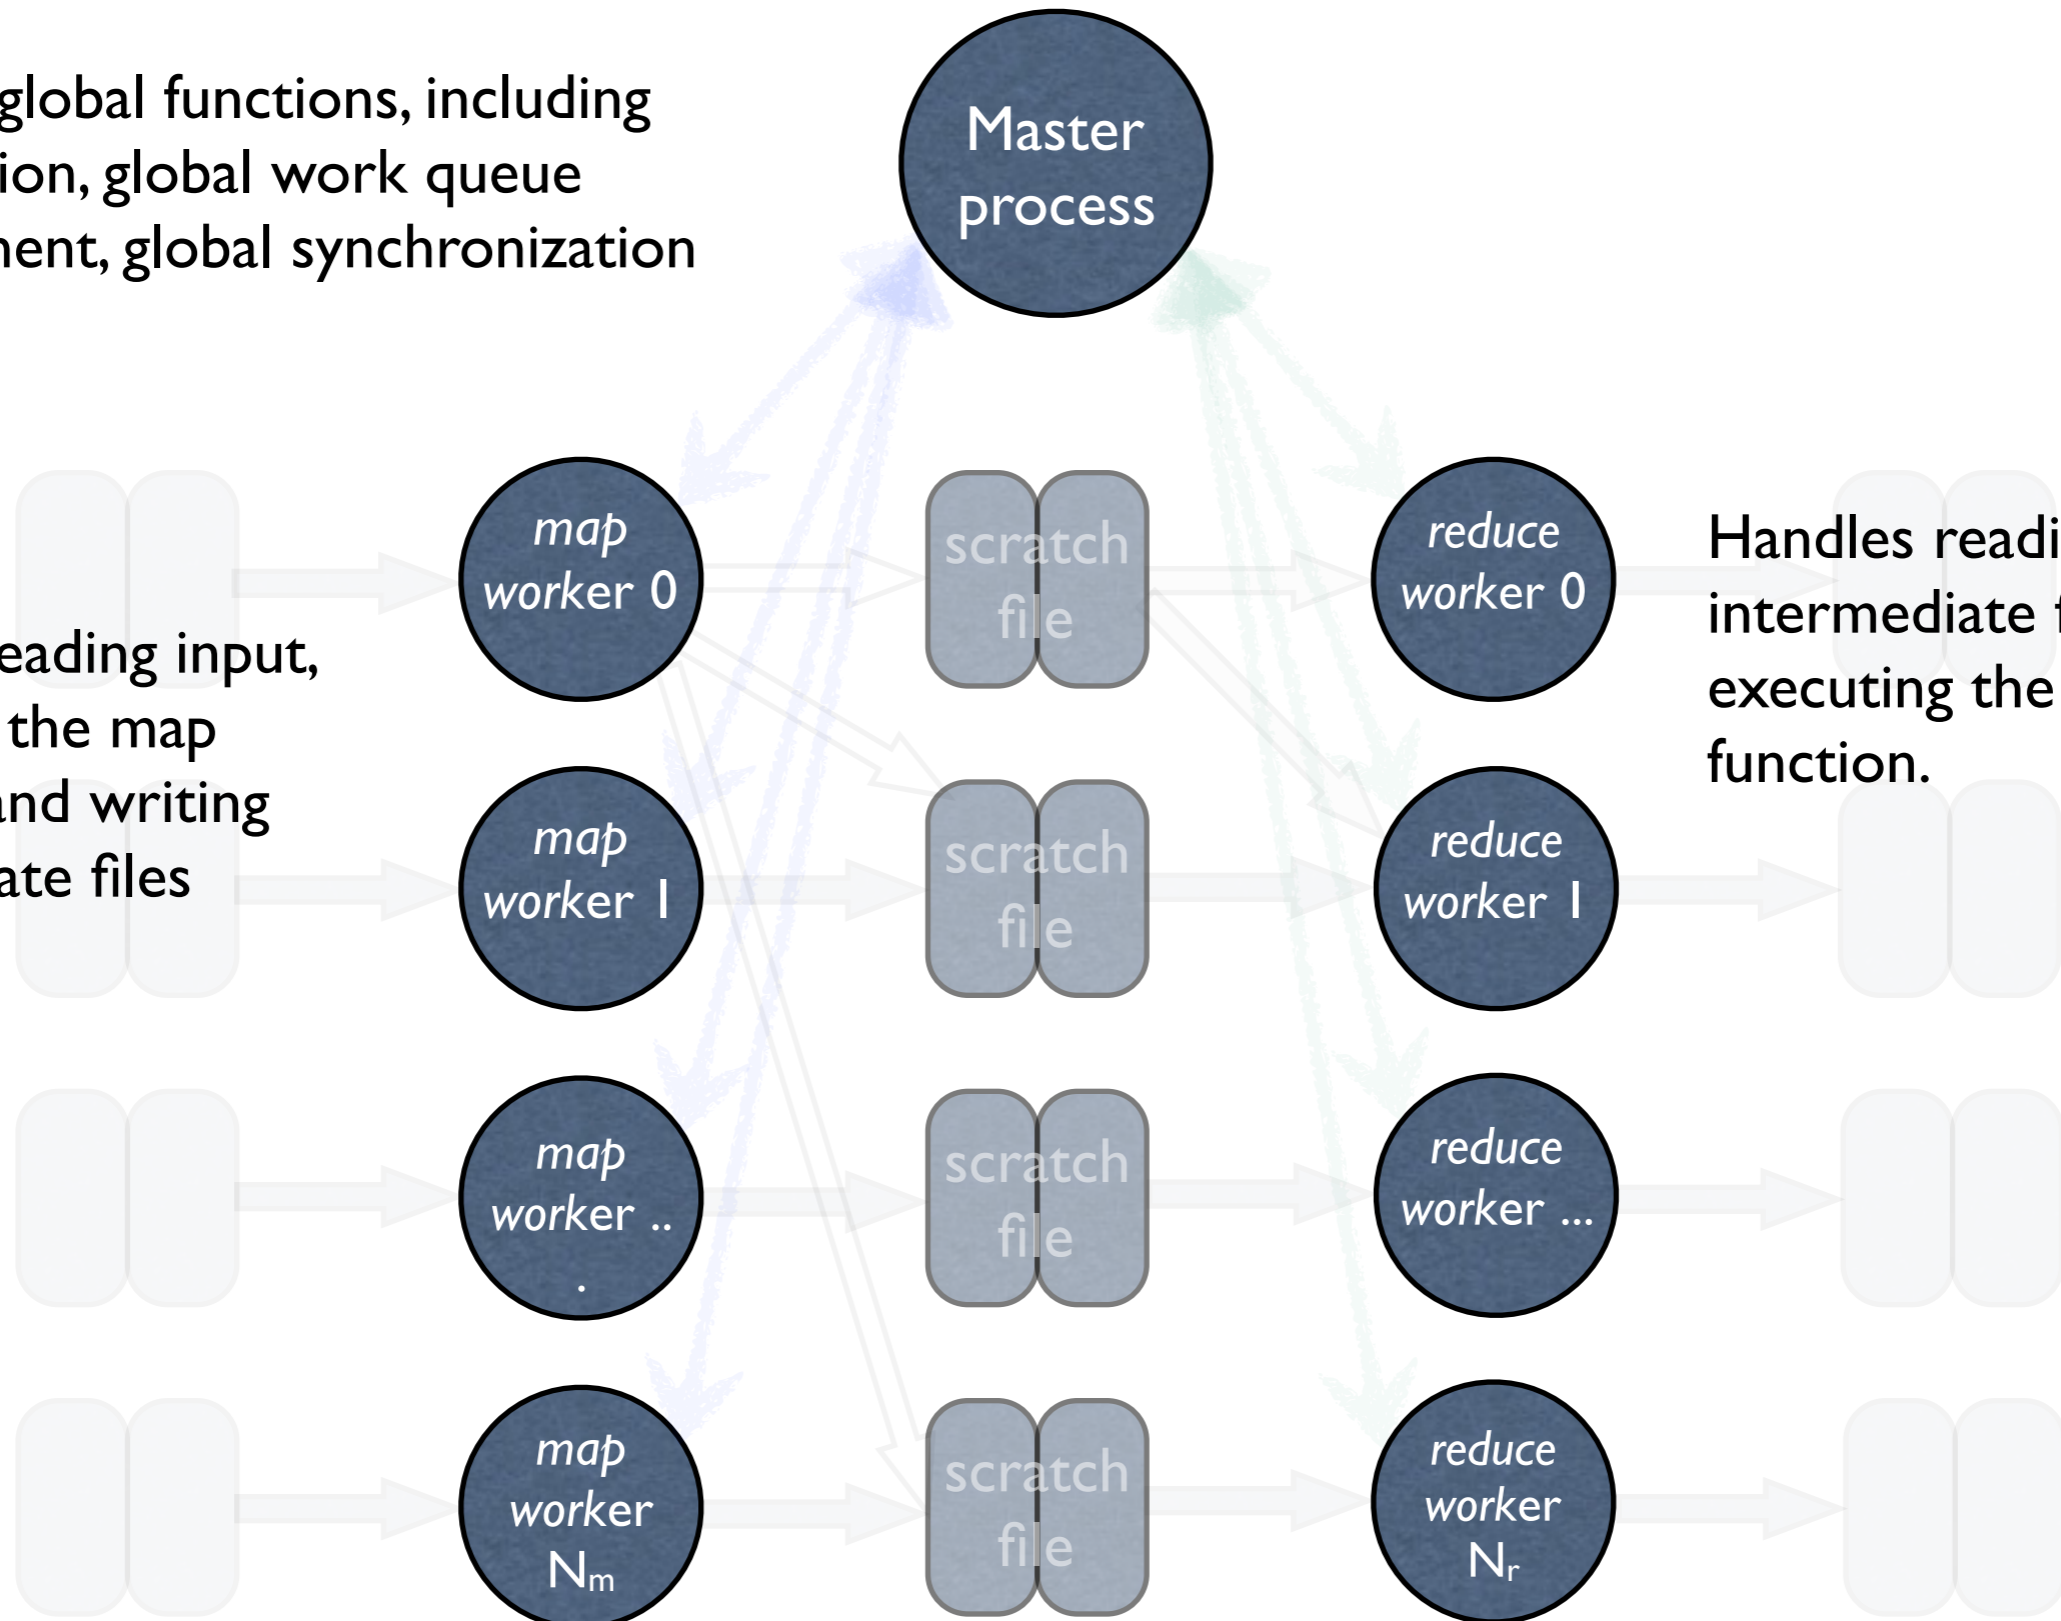 global functions, including
ion, global work queue
nent, global synchronization
Master
process
map
worker 0
scratch
file
reduce
worker 0
Handles readi
intermediate f
executing the
function.
eading input,
the map
and writing
ate files
map
worker 1
scratch
file
reduce
worker 1
map
worker ..
.
scratch
file
reduce
worker ...
map
worker
Nm
scratch
file
reduce
worker
Nr